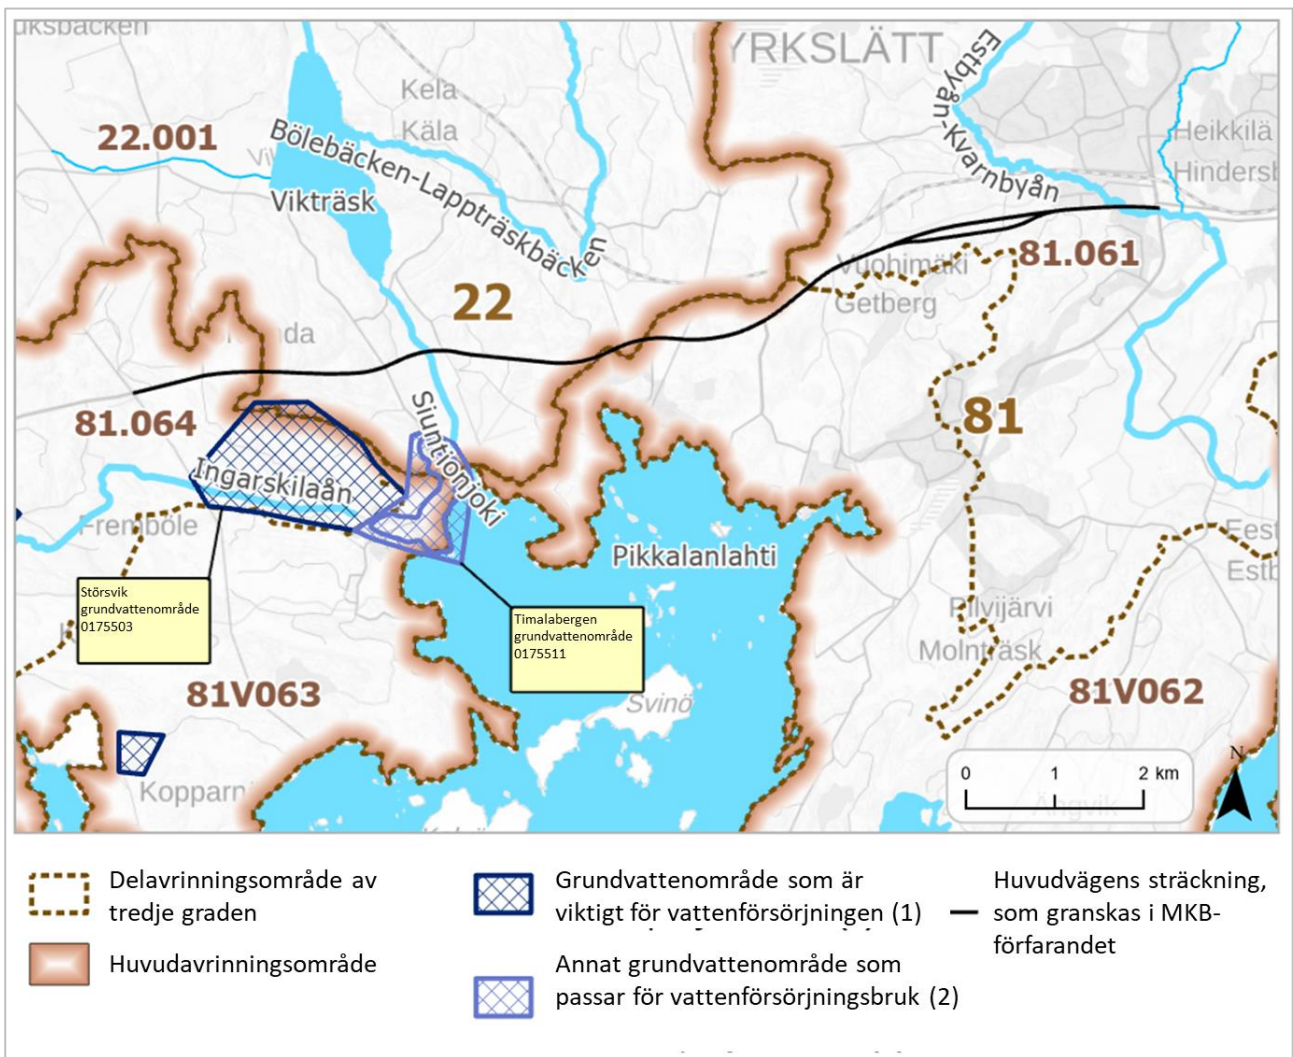 YRKSLÄTT
Kela
Käla
Estbyån-Kvarnbyån
Heikkilä
22.001
Bölebäcken-Lappträskbäcken
Vikträsk
Vuohimäki
81.061
22
Getberg
81.064
81
Siuntionjoki
Ingarskilaån
Fremböle
Pikkalanlahti
Störsvik
grundvattenområde
0175503
Timalabergen
grundvattenområde
0175511
Pilvijärvi
Molnträsk
81V063
Svinö
81V062
0 1 2 km
N
Delavrinningsområde av
tredje graden
Huvudavrinningsområde
Grundvattenområde som är
viktigt för vattenförsörjningen (1)
Annat grundvattenområde som
passar för vattenförsörjningsbruk (2)
Huvudvägens sträckning,
som granskas i MKB-
förfarandet